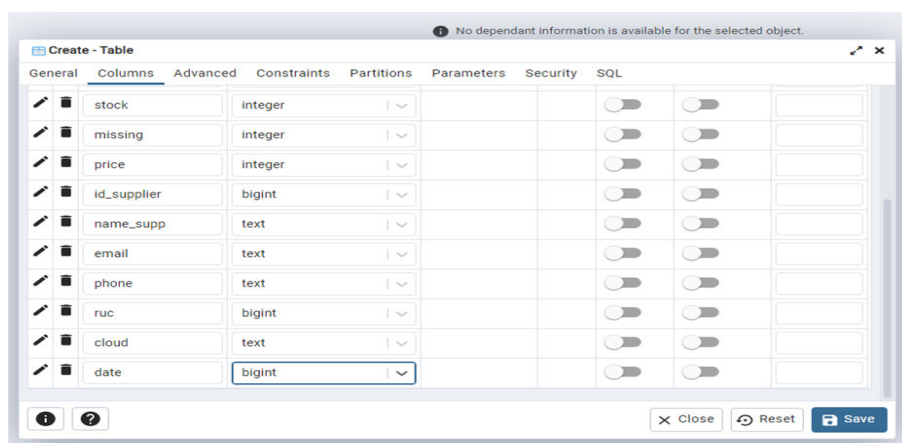 No dependant information is available for the selected object.
Create - Table
General Columns Advanced Constraints Partitions Parameters Security SQL
stock integer
missing integer
price integer
id_supplier bigint
name_supp text
email text
phone text
ruc bigint
cloud text
date bigint
Close Reset Save